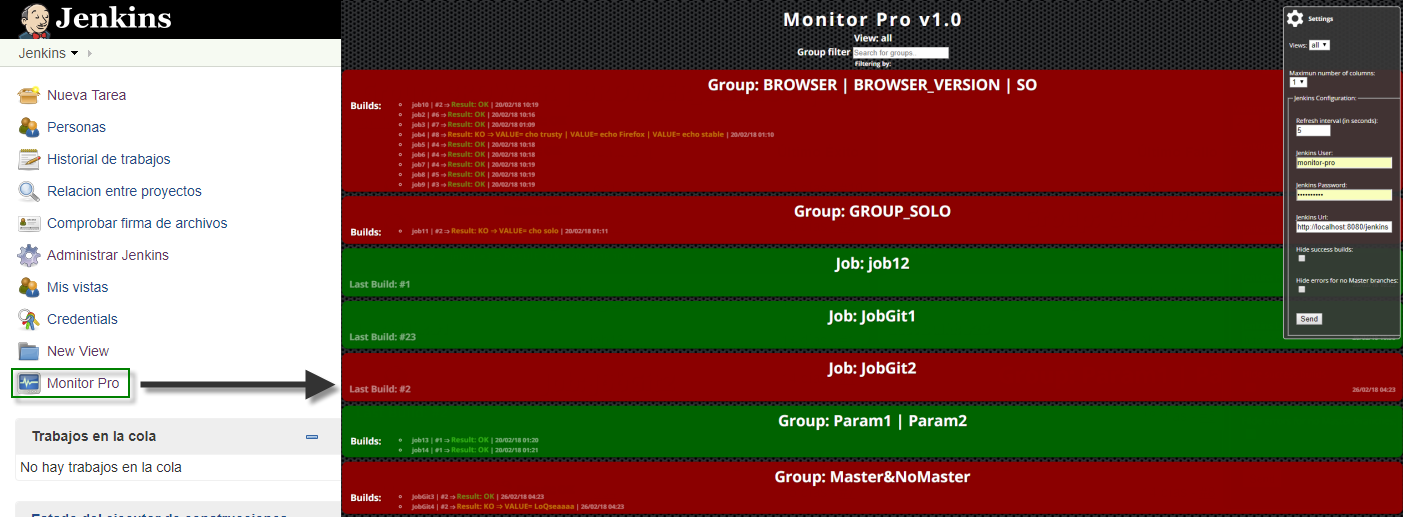 Jenkins
Jenkins
Nueva Tarea
Personas
Historial de trabajos
Relacion entre proyectos
Comprobar firma de archivos
Administrar Jenkins
Mis vistas
Credentials
New View
Monitor Pro
Trabajos en la cola
No hay trabajos en la cola
Monitor Pro v1.0
View: all
Group filter Search for groups..
Filtering by:
Group: BROWSER | BROWSER_VERSION | SO
Builds:
job10 | #2 => Result: OK | 20/02/18 10:19
job2 | #6 => Result: OK | 20/02/18 10:16
job3 | #7 => Result: OK | 20/02/18 01:09
job4 | #8 => Result: KO => VALUE= cho trusty | VALUE= echo Firefox | VALUE= echo stable | 20/02/18 01:10
job5 | #4 => Result: OK | 20/02/18 10:18
job6 | #4 => Result: OK | 20/02/18 10:18
job7 | #4 => Result: OK | 20/02/18 10:19
job8 | #5 => Result: OK | 20/02/18 10:19
job9 | #3 => Result: OK | 20/02/18 10:19
Group: GROUP_SOLO
Builds:
job11 | #2 => Result: KO => VALUE= cho solo | 20/02/18 01:11
Job: job12
Last Build: #1
Job: JobGit1
Last Build: #23
Job: JobGit2
Last Build: #2
26/02/18 04:23
Group: Param1 | Param2
Builds:
job13 | #1 => Result: OK | 20/02/18 01:20
job14 | #1 => Result: OK | 20/02/18 01:21
Group: Master&NoMaster
Builds:
JobGit3 | #2 => Result: OK | 26/02/18 04:23
JobGit4 | #2 => Result: KO => VALUE= LoQseaaaa | 26/02/18 04:23
Settings
Views: all
Maximun number of columns:
1
Jenkins Configuration:
Refresh interval (in seconds):
5
Jenkins User:
monitor-pro
Jenkins Password:
••••••••••
Jenkins Url:
http://localhost:8080/jenkins
Hide success builds:
Hide errors for no Master branches:
Send